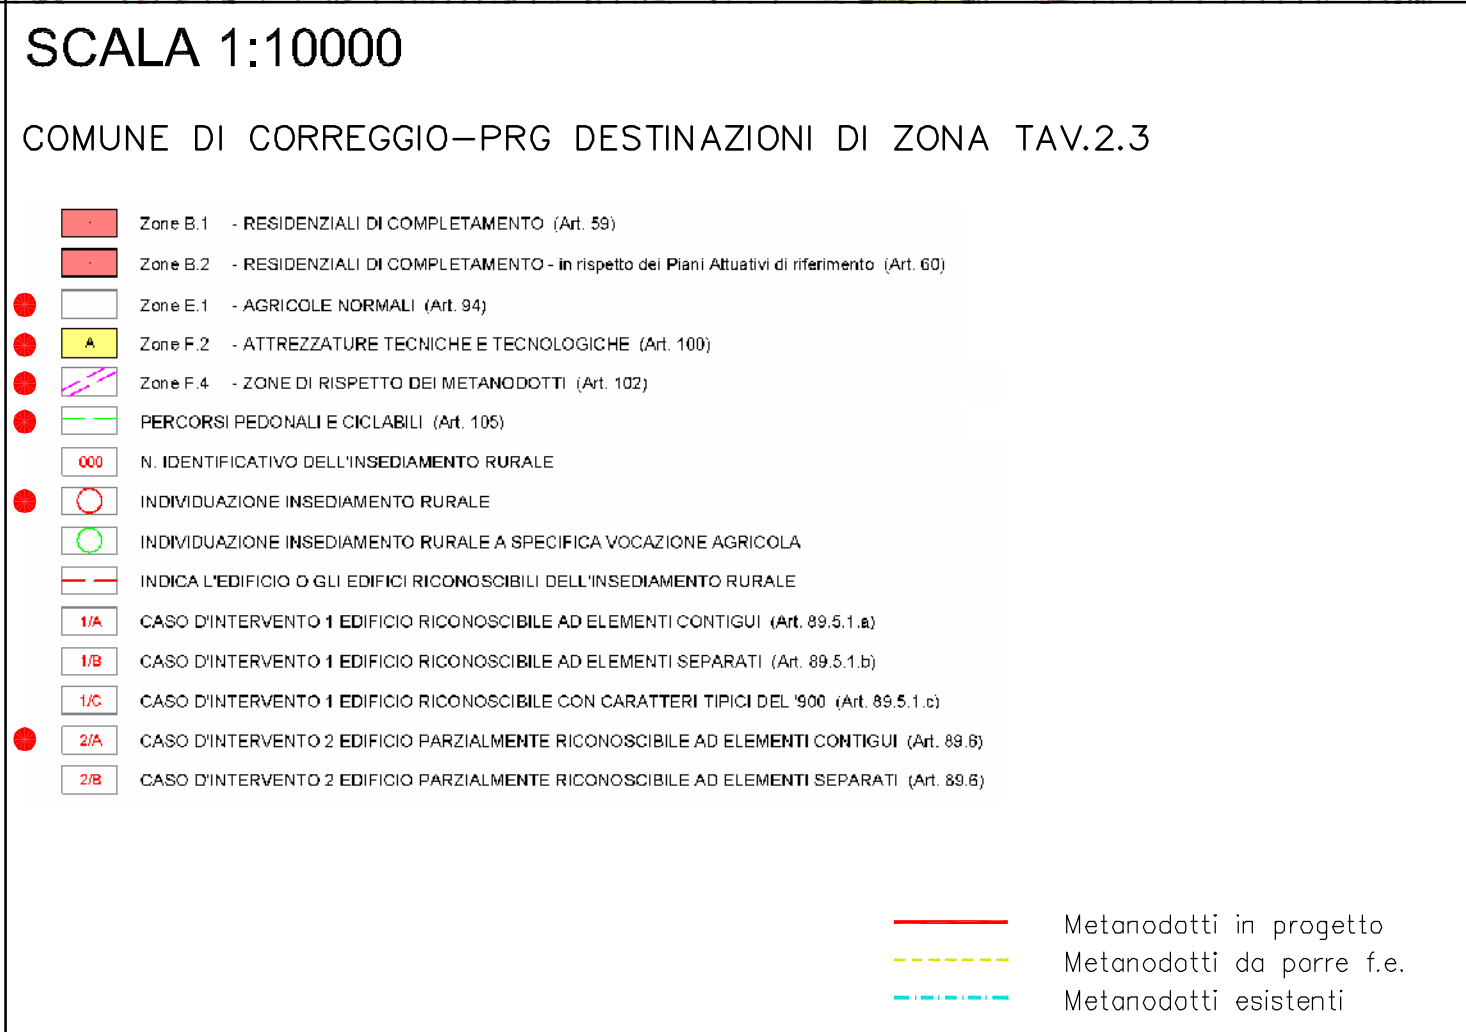 SCALA 1:10000
COMUNE DI CORREGGIO-PRG DESTINAZIONI DI ZONA TAV.2.3
Zone B.1 - RESIDENZIALI DI COMPLETAMENTO (Art. 59)
Zone B.2 - RESIDENZIALI DI COMPLETAMENTO - in rispetto dei Piani Attuativi di riferimento (Art. 60)
Zone E.1 - AGRICOLE NORMALI (Art. 94)
A Zone F.2 - ATTREZZATURE TECNICHE E TECNOLOGICHE (Art. 100)
Zone F.4 - ZONE DI RISPETTO DEI METANODOTTI (Art. 102)
PERCORSI PEDONALI E CICLABILI (Art. 105)
000 N. IDENTIFICATIVO DELL'INSEDIAMENTO RURALE
INDIVIDUAZIONE INSEDIAMENTO RURALE
INDIVIDUAZIONE INSEDIAMENTO RURALE A SPECIFICA VOCAZIONE AGRICOLA
INDICA L'EDIFICIO O GLI EDIFICI RICONOSCIBILI DELL'INSEDIAMENTO RURALE
1/A CASO D'INTERVENTO 1 EDIFICIO RICONOSCIBILE AD ELEMENTI CONTIGUI (Art. 89.5.1.a)
1/B CASO D'INTERVENTO 1 EDIFICIO RICONOSCIBILE AD ELEMENTI SEPARATI (Art. 89.5.1.b)
1/C CASO D'INTERVENTO 1 EDIFICIO RICONOSCIBILE CON CARATTERI TIPICI DEL '900 (Art. 89.5.1.c)
2/A CASO D'INTERVENTO 2 EDIFICIO PARZIALMENTE RICONOSCIBILE AD ELEMENTI CONTIGUI (Art. 89.6)
2/B CASO D'INTERVENTO 2 EDIFICIO PARZIALMENTE RICONOSCIBILE AD ELEMENTI SEPARATI (Art. 89.6)
Metanodotti in progetto
Metanodotti da porre f.e.
Metanodotti esistenti